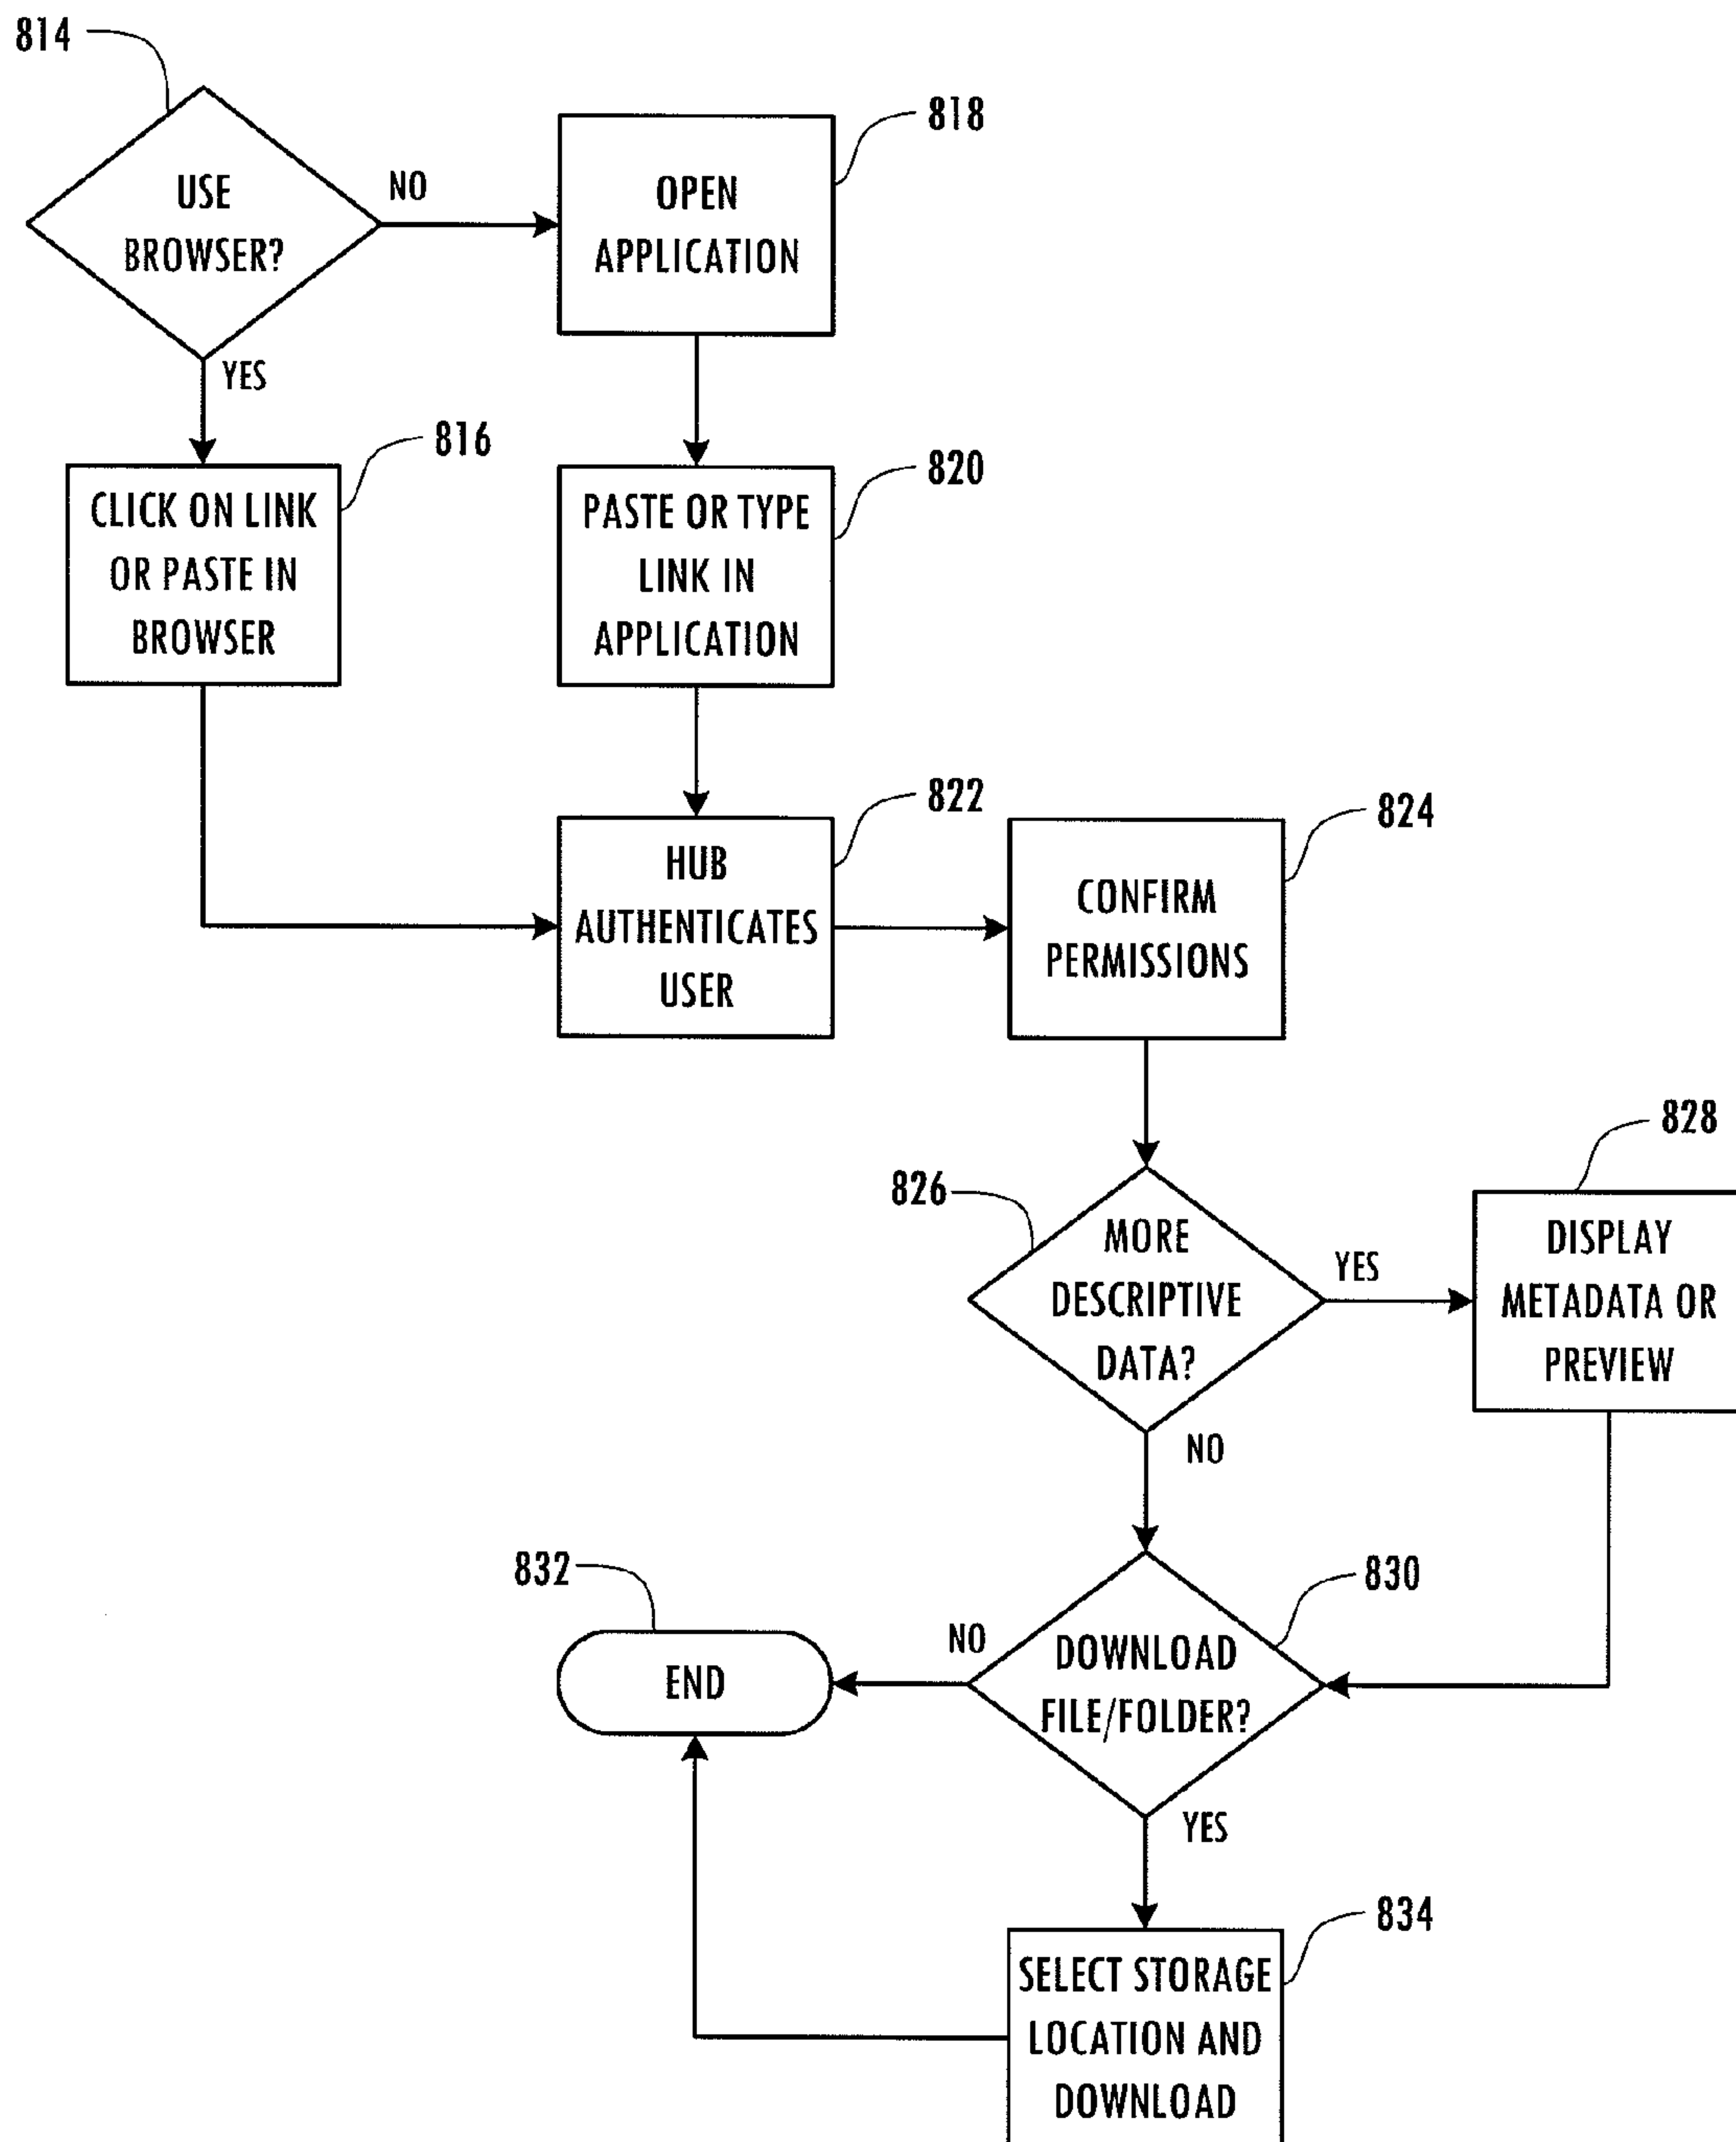 814
USE
BROWSER?
NO
YES
818
OPEN
APPLICATION
816
CLICK ON LINK
OR PASTE IN
BROWSER
820
PASTE OR TYPE
LINK IN
APPLICATION
822
HUB
AUTHENTICATES
USER
824
CONFIRM
PERMISSIONS
826
MORE
DESCRIPTIVE
DATA?
YES
NO
828
DISPLAY
METADATA OR
PREVIEW
830
DOWNLOAD
FILE/FOLDER?
NO
YES
832
END
834
SELECT STORAGE
LOCATION AND
DOWNLOAD